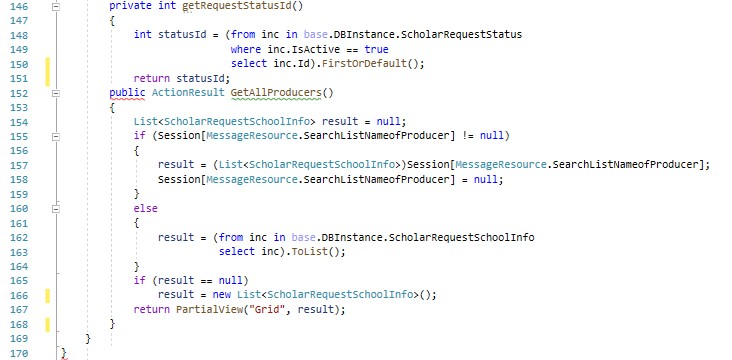 146 private int getRequestStatusId()
147 {
148 int statusId = (from inc in base.DBInstance.ScholarRequestStatus
149 where inc.IsActive == true
150 select inc.Id).FirstOrDefault();
151 return statusId;
152 public ActionResult GetAllProducers()
153 {
154 List<ScholarRequestSchoolInfo> result = null;
155 if (Session[MessageResource.SearchListNameofProducer] != null)
156 {
157 result = (List<ScholarRequestSchoolInfo>)Session[MessageResource.SearchListNameofProducer];
158 Session[MessageResource.SearchListNameofProducer] = null;
159 }
160 else
161 {
162 result = (from inc in base.DBInstance.ScholarRequestSchoolInfo
163 select inc).ToList();
164 }
165 if (result == null)
166 result = new List<ScholarRequestSchoolInfo>();
167 return PartialView("Grid", result);
168 }
169 }
170 }